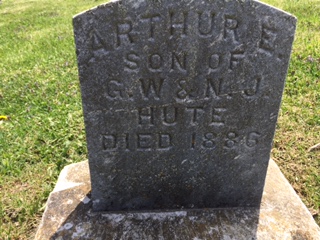 ARTHUR E.
SON OF
G. W & N. J.
HUTE
DIED 1886